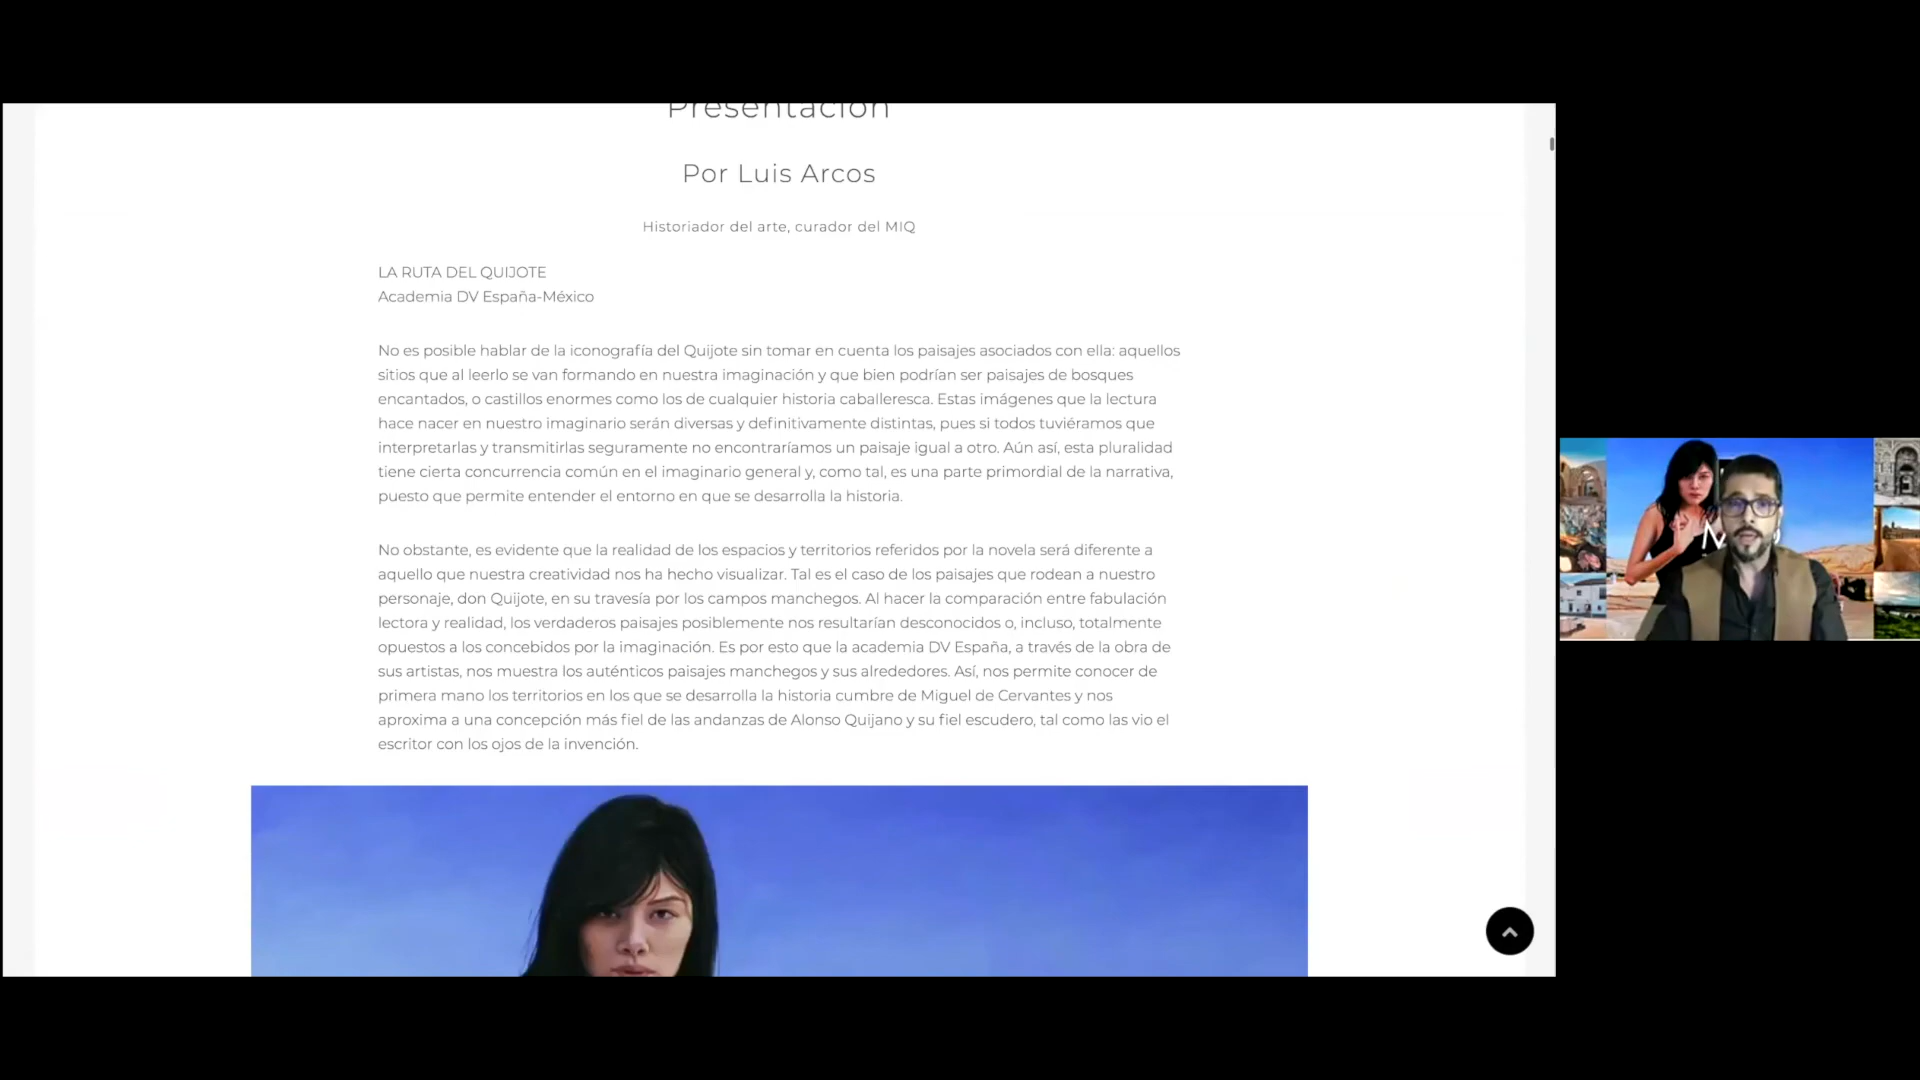 Presentación
Por Luis Arcos
Historiador del arte, curador del MIQ
LA RUTA DEL QUIJOTE
Academia DV España-México
No es posible hablar de la iconografía del Quijote sin tomar en cuenta los paisajes asociados con ella: aquellos
sitios que al leerlo se van formando en nuestra imaginación y que bien podrían ser paisajes de bosques
encantados, o castillos enormes como los de cualquier historia caballeresca. Estas imágenes que la lectura
hace nacer en nuestro imaginario serán diversas y definitivamente distintas, pues si todos tuviéramos que
interpretarlas y transmitirlas seguramente no encontraríamos un paisaje igual a otro. Aún así, esta pluralidad
tiene cierta concurrencia común en el imaginario general y, como tal, es una parte primordial de la narrativa,
puesto que permite entender el entorno en que se desarrolla la historia.
No obstante, es evidente que la realidad de los espacios y territorios referidos por la novela será diferente a
aquello que nuestra creatividad nos ha hecho visualizar. Tal es el caso de los paisajes que rodean a nuestro
personaje, don Quijote, en su travesía por los campos manchegos. Al hacer la comparación entre fabulación
lectora y realidad, los verdaderos paisajes posiblemente nos resultarían desconocidos o, incluso, totalmente
opuestos a los concebidos por la imaginación. Es por esto que la academia DV España, a través de la obra de
sus artistas, nos muestra los auténticos paisajes manchegos y sus alrededores. Así, nos permite conocer de
primera mano los territorios en los que se desarrolla la historia cumbre de Miguel de Cervantes y nos
aproxima a una concepción más fiel de las andanzas de Alonso Quijano y su fiel escudero, tal como las vio el
escritor con los ojos de la invención.